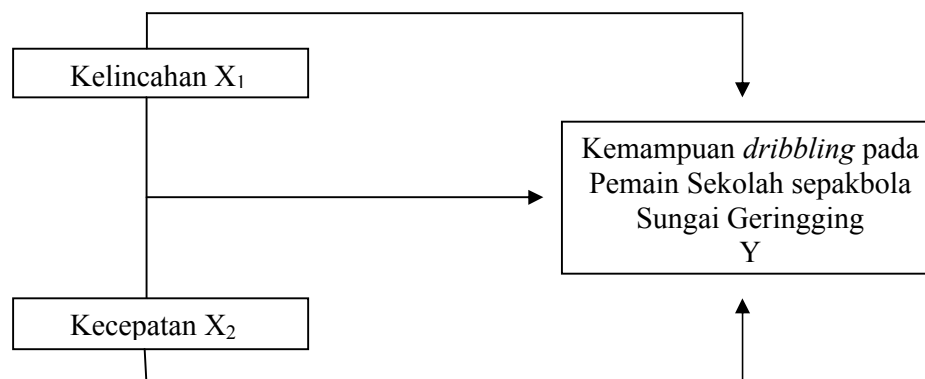 Kelincahan X₁
Kemampuan dribbling pada
Pemain Sekolah sepakbola
Sungai Geringging
Y
Kecepatan X₂